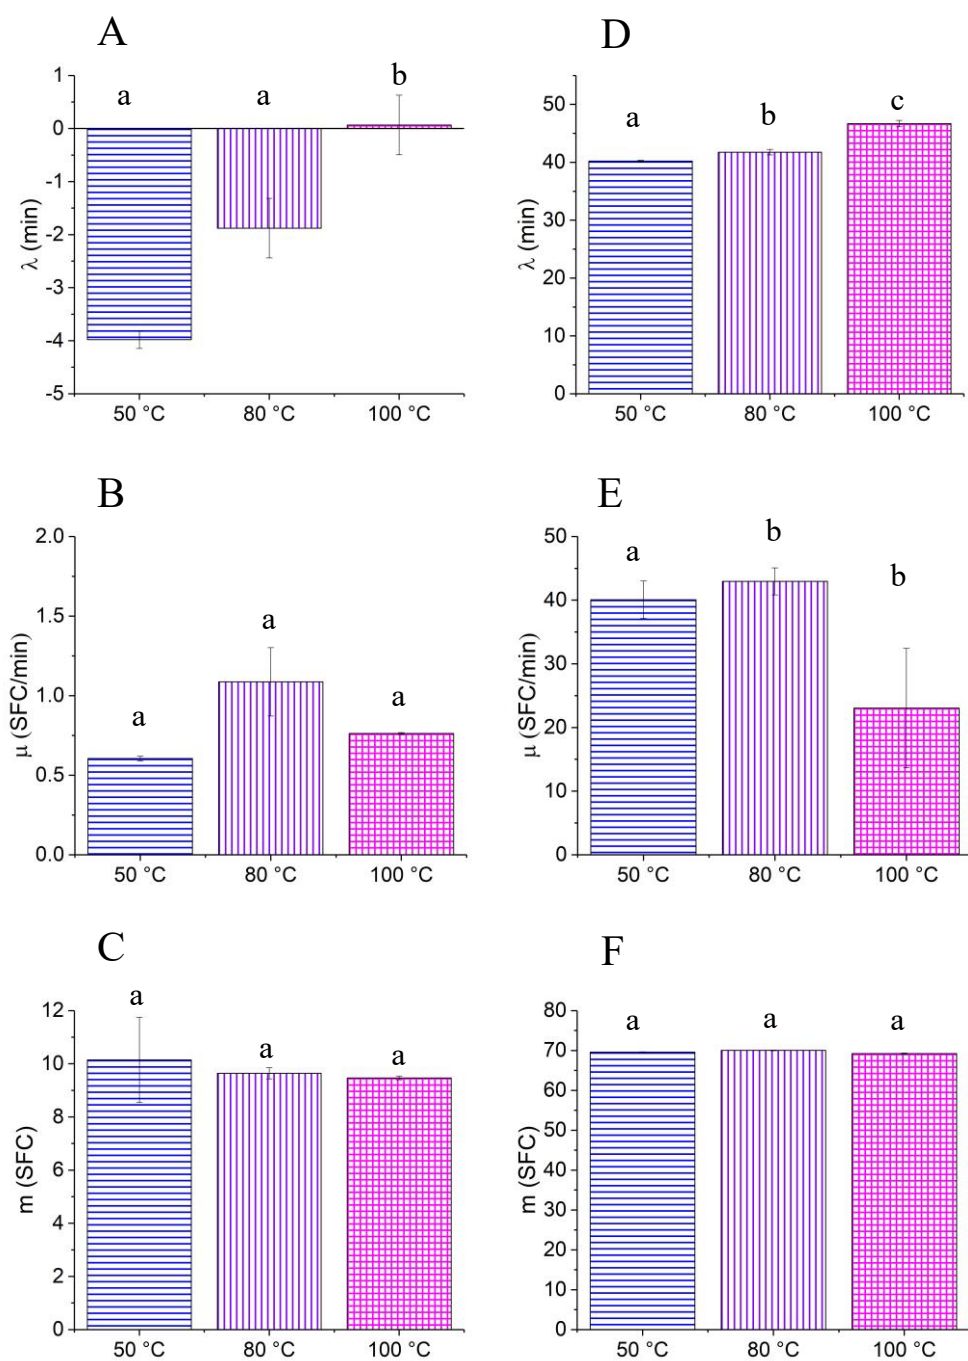 A
a
a
b
1
0
-1
-2
-3
-4
-5
λ (min)
50 °C
80 °C
100 °C
D
a
b
c
50
40
30
20
10
0
λ (min)
50 °C
80 °C
100 °C
B
a
a
a
2.0
1.5
1.0
0.5
0.0
μ (SFC/min)
50 °C
80 °C
100 °C
E
a
b
b
50
40
30
20
10
0
μ (SFC/min)
50 °C
80 °C
100 °C
C
a
a
a
12
10
8
6
4
2
0
m (SFC)
50 °C
80 °C
100 °C
F
a
a
a
80
70
60
50
40
30
20
10
0
m (SFC)
50 °C
80 °C
100 °C